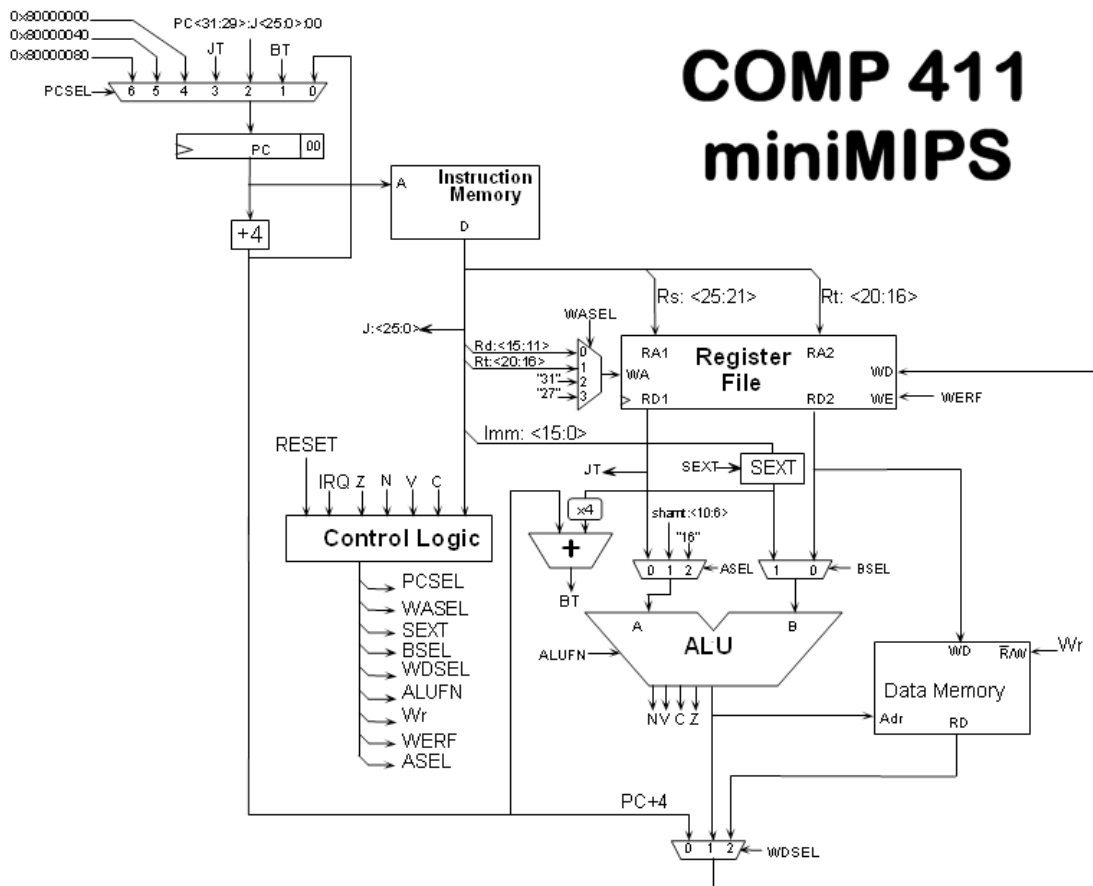 0x80000000
0x80000040
0x80000080
PC<31:29>:J<25:0>:00
JT
BT
PCSEL
6 5 4 3 2 1 0
COMP 411
miniMIPS
PC
00
A
Instruction
Memory
D
+4
Rs: <25:21>
Rt: <20:16>
J:<25:0>
WASEL
Rd:<15:11>
Rt:<20:16>
"31"
"27"
0
1
2
3
RA1
RA2
Register
File
WA
WD
RD1
RD2
WE
WERF
Imm: <15:0>
RESET
SEXT
SEXT
JT
IRQ Z N V C
x4
shamt:<10:6>
"16"
Control Logic
+
0 1 2
ASEL
1 0
BSEL
BT
PCSEL
WASEL
SEXT
BSEL
WDSEL
ALUFN
Wr
WERF
ASEL
A
B
ALU
ALUFN
N V C Z
WD
R/W
Wr
Data Memory
Adr
RD
PC+4
0 1 2
WDSEL